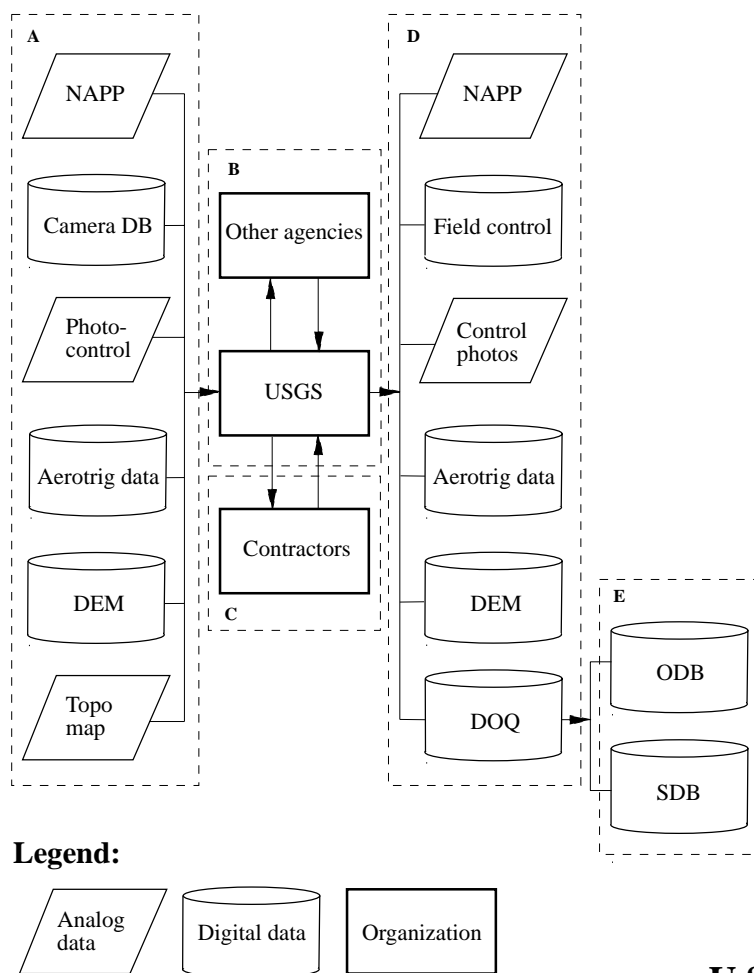 A
NAPP
Camera DB
Photo-
control
Aerotrig data
DEM
Topo
map
B
Other agencies
USGS
Contractors
C
D
NAPP
Field control
Control
photos
Aerotrig data
DEM
DOQ
E
ODB
SDB
Legend:
Analog
data
Digital data
Organization